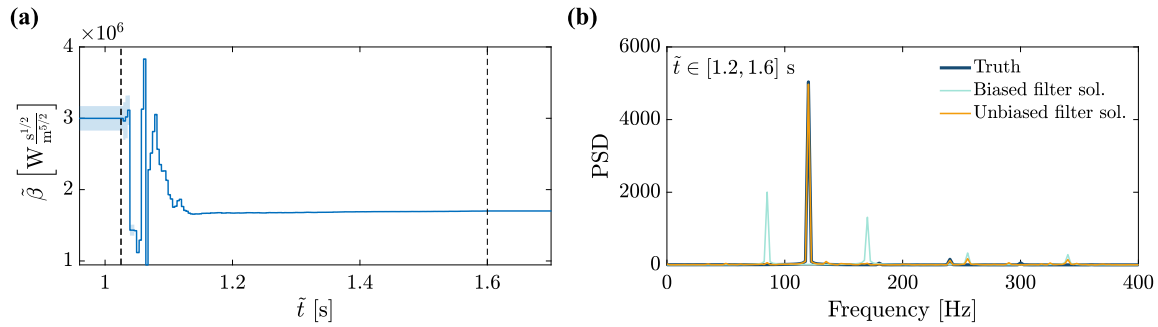 (a)
×10⁶
4
3
2
1
β̃ [W s^{1/2}/m^{5/2}]
1
1.2
1.4
1.6
t̃ [s]
(b)
6000
4000
2000
0
PSD
t̃ ∈ [1.2, 1.6] s
Truth
Biased filter sol.
Unbiased filter sol.
0
100
200
300
400
Frequency [Hz]